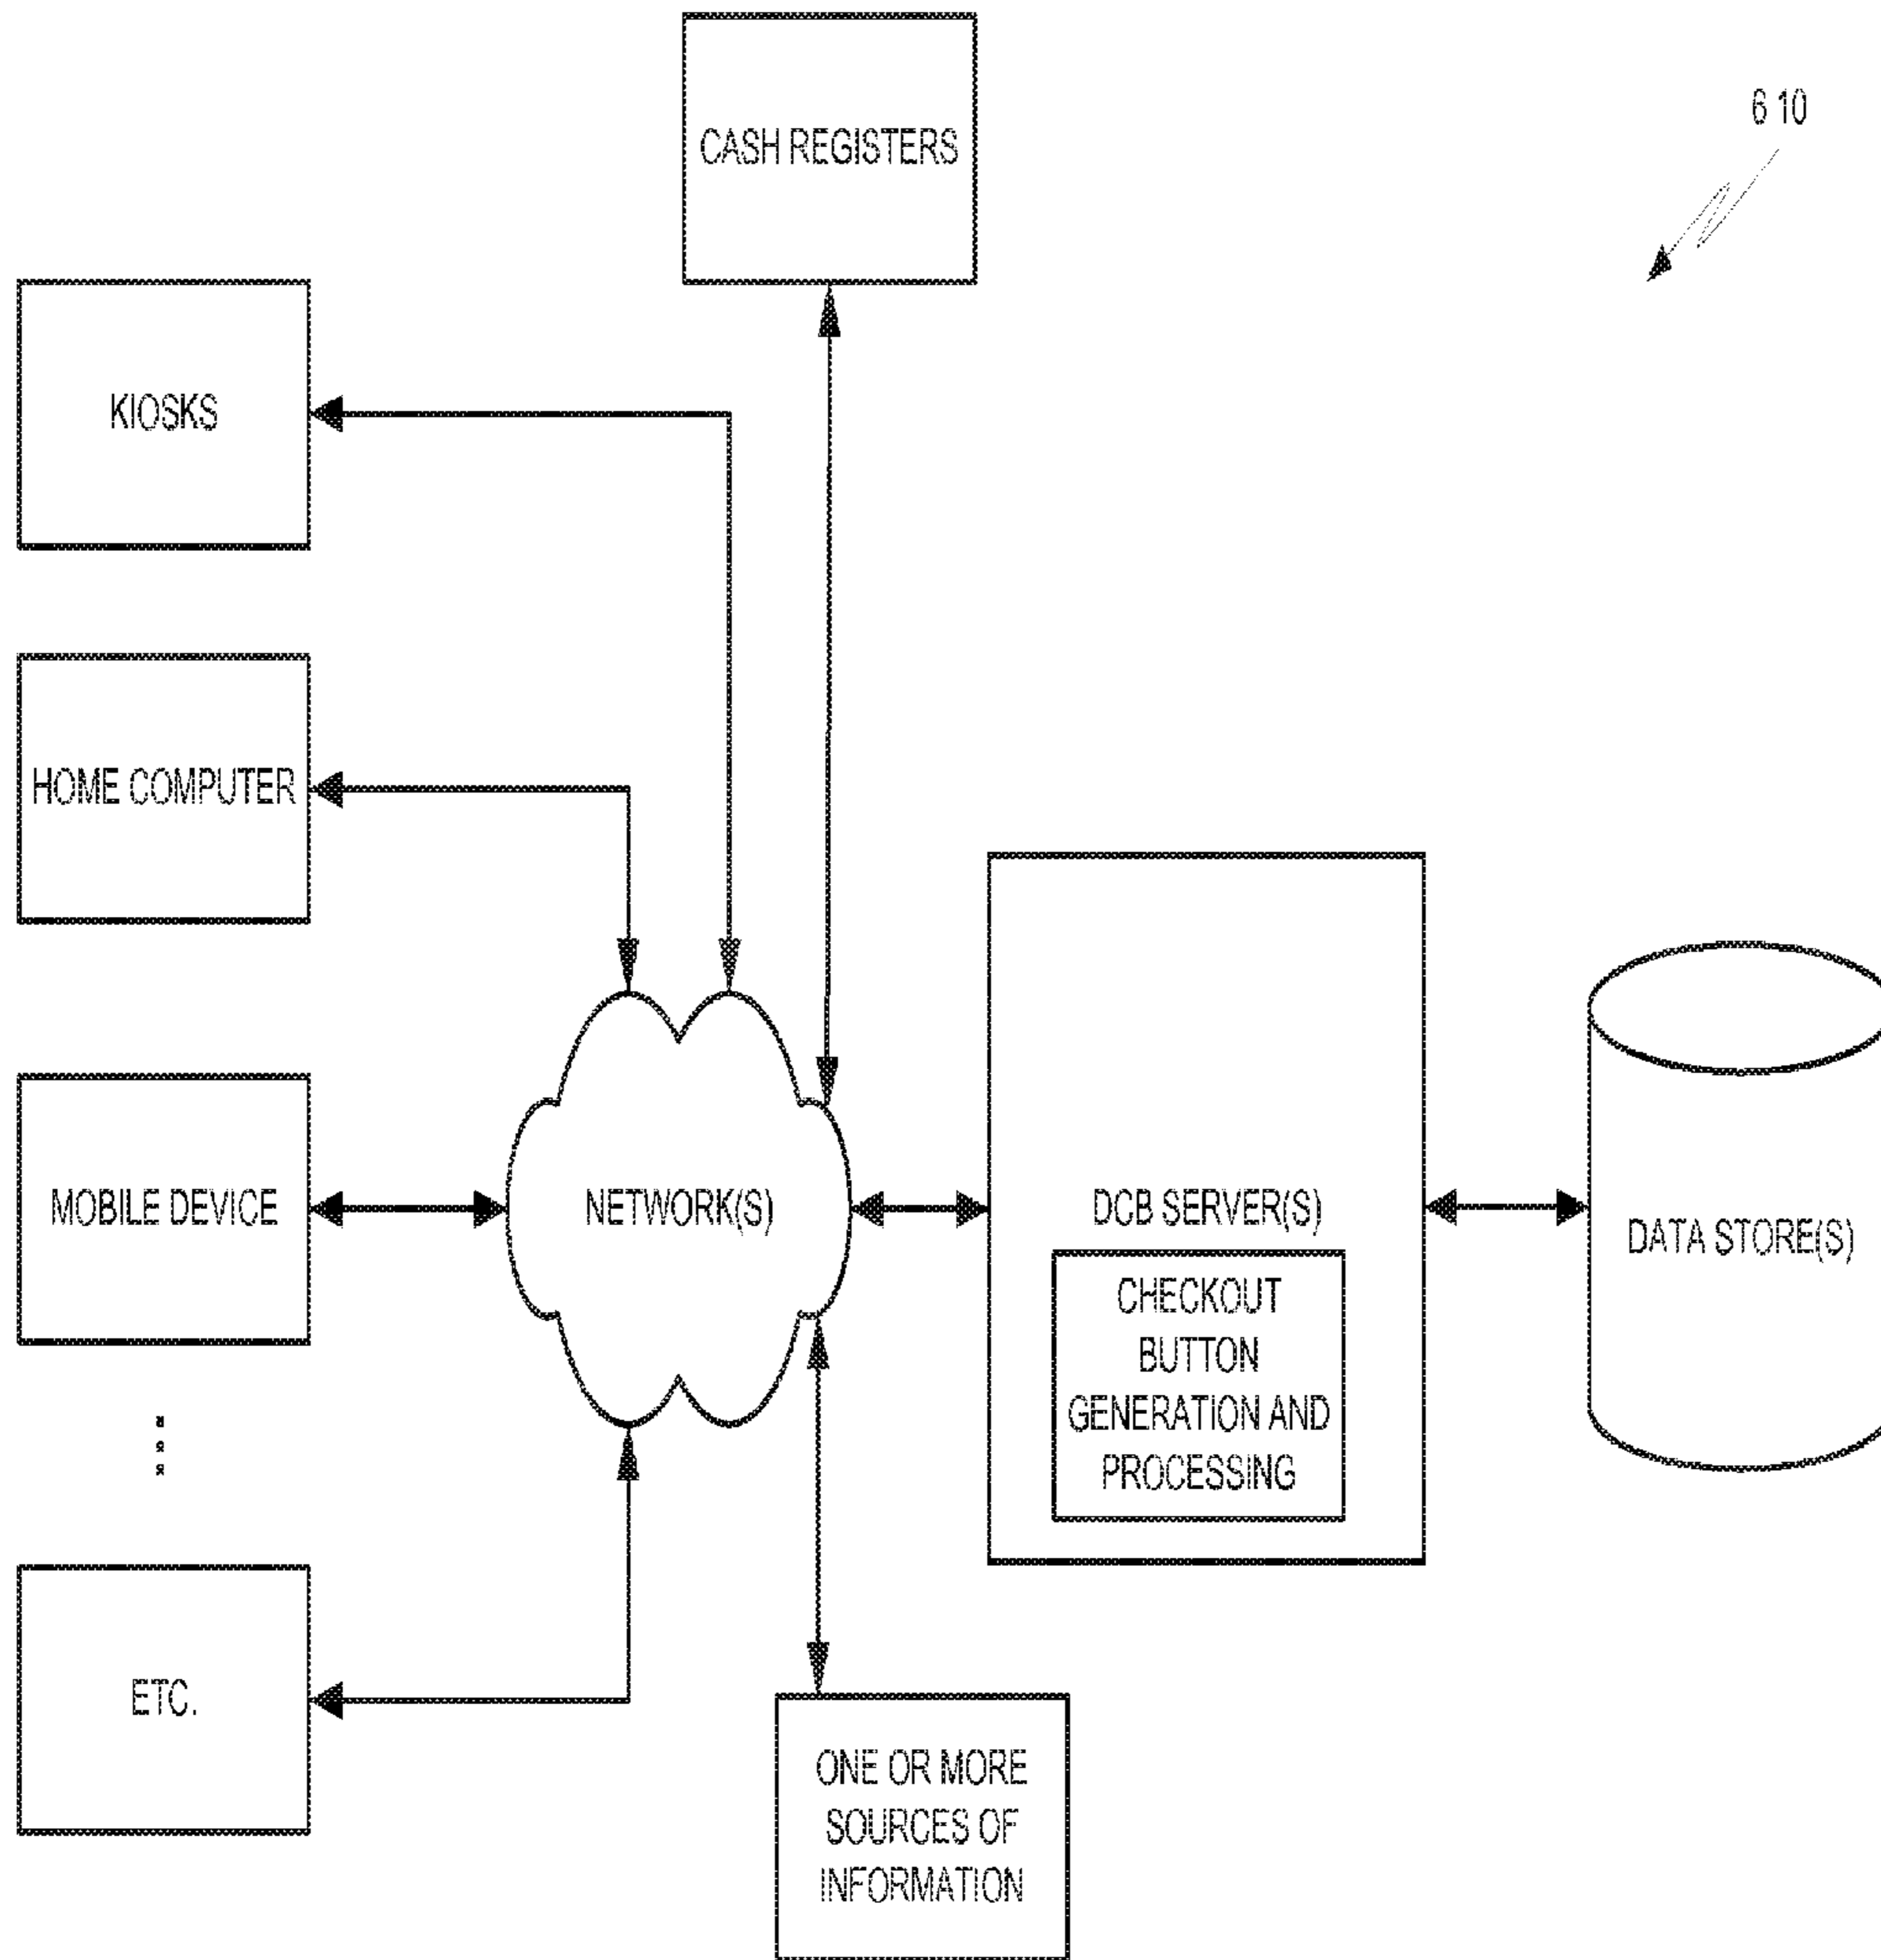 CASH REGISTERS
6 10
KIOSKS
HOME COMPUTER
MOBILE DEVICE
NETWORK(S)
DCB SERVER(S)
CHECKOUT
BUTTON
GENERATION AND
PROCESSING
DATA STORE(S)
ETC.
ONE OR MORE
SOURCES OF
INFORMATION